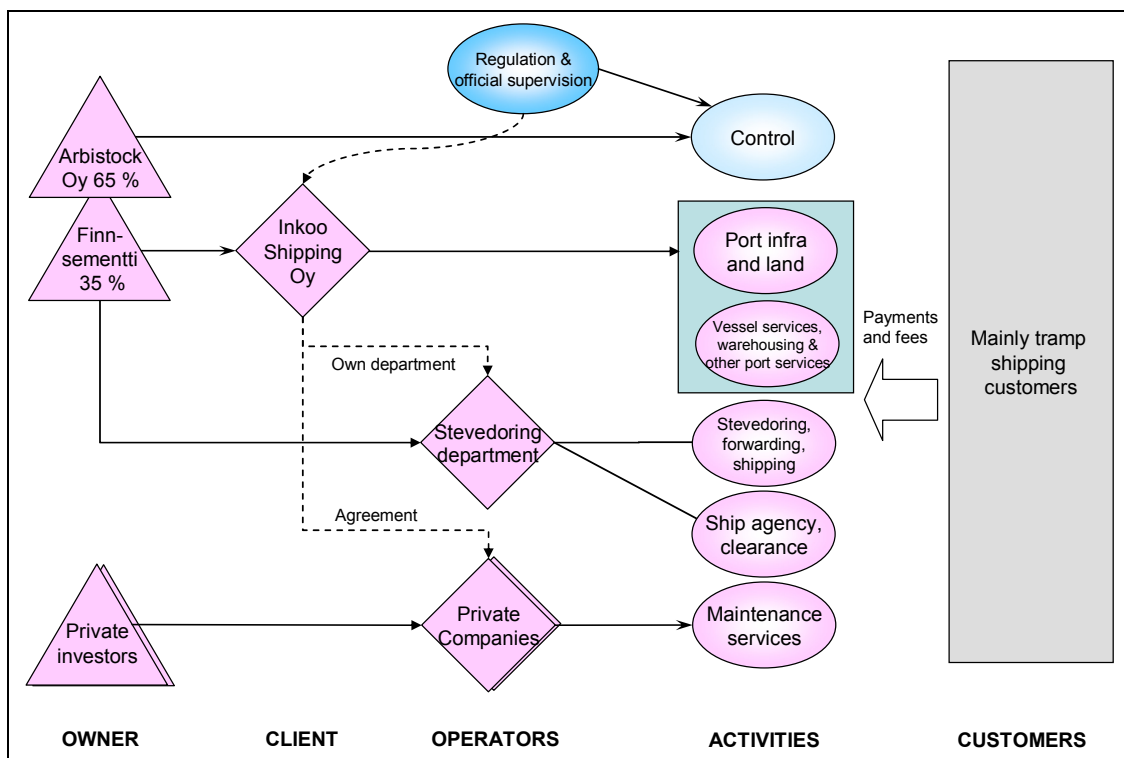 Regulation &
official supervision
Control
Arbistock
Oy 65 %
Finn-
sementti
35 %
Inkoo
Shipping
Oy
Port infra
and land
Vessel services,
warehousing &
other port services
Payments
and fees
Mainly tramp
shipping
customers
Own department
Stevedoring
department
Stevedoring,
forwarding,
shipping
Agreement
Ship agency,
clearance
Private
investors
Private
Companies
Maintenance
services
OWNER
CLIENT
OPERATORS
ACTIVITIES
CUSTOMERS